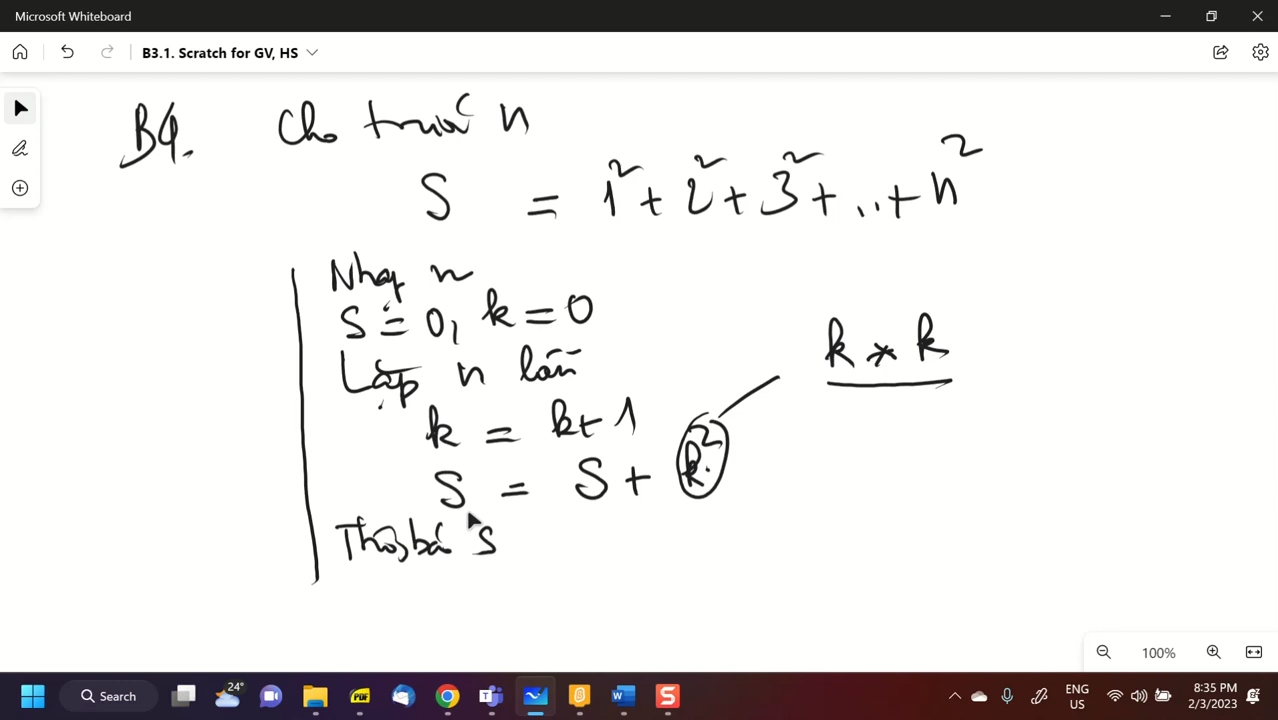 Microsoft Whiteboard
B3.1. Scratch for GV, HS
B4. Cho trước n
S = 1² + 2² + 3² + ... + n²
Nhập n
S = 0, k = 0
Lặp n lần
k = k + 1
S = S + k²
k * k
Thông báo S
100%
24°
Search
PDF
ENG
US
8:35 PM
2/3/2023